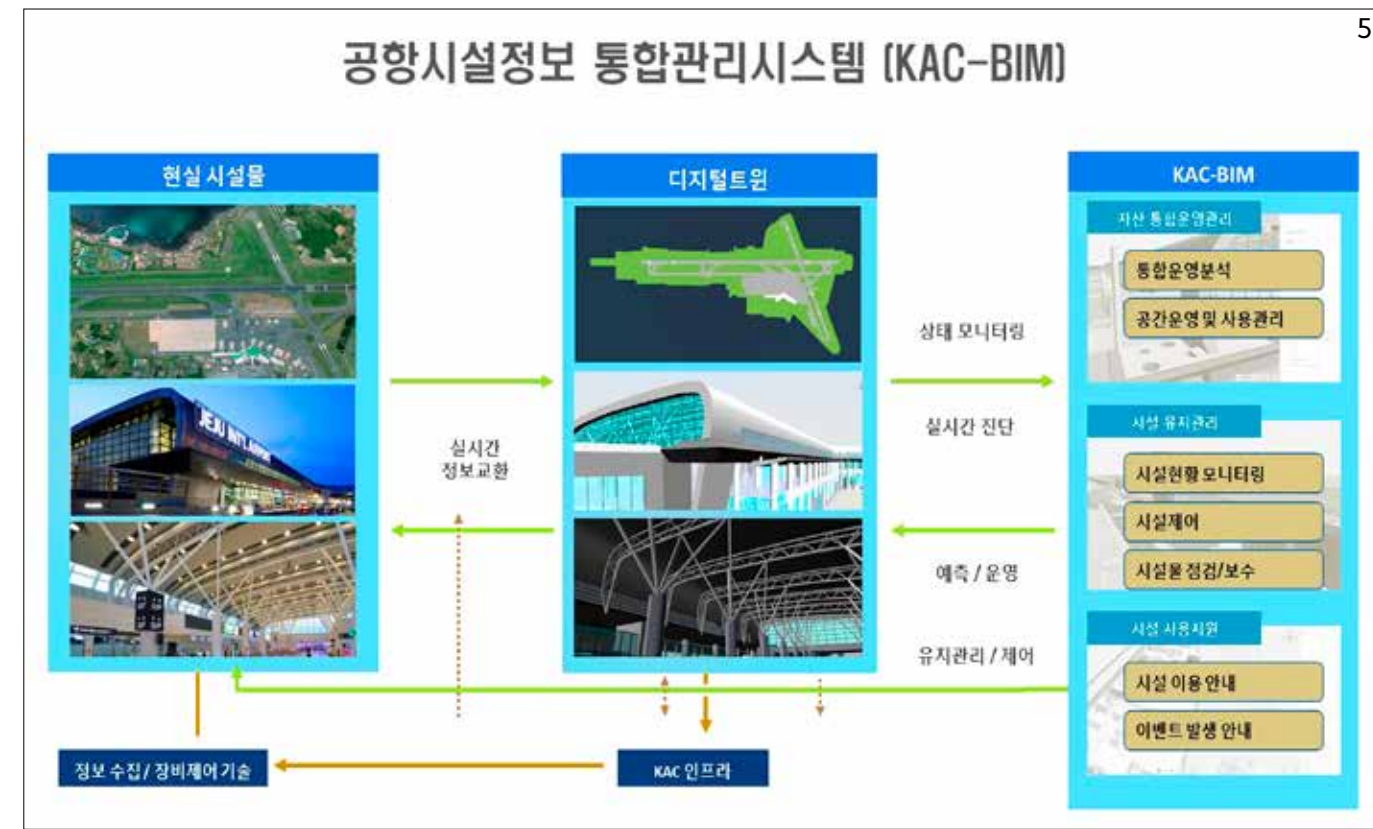 5
공항시설정보 통합관리시스템 (KAC-BIM)
현실 시설물
JEJU INT'L AIRPORT
실시간
정보교환
디지털트윈
상태 모니터링
실시간 진단
예측 / 운영
유지관리 / 제어
KAC-BIM
자산 통합운영관리
통합운영분석
공간운영 및 사용관리
시설 유지관리
시설현황 모니터링
시설제어
시설물 점검/보수
시설 사용지원
시설 이용 안내
이벤트 발생 안내
정보 수집 / 장비제어 기술
KAC 인프라